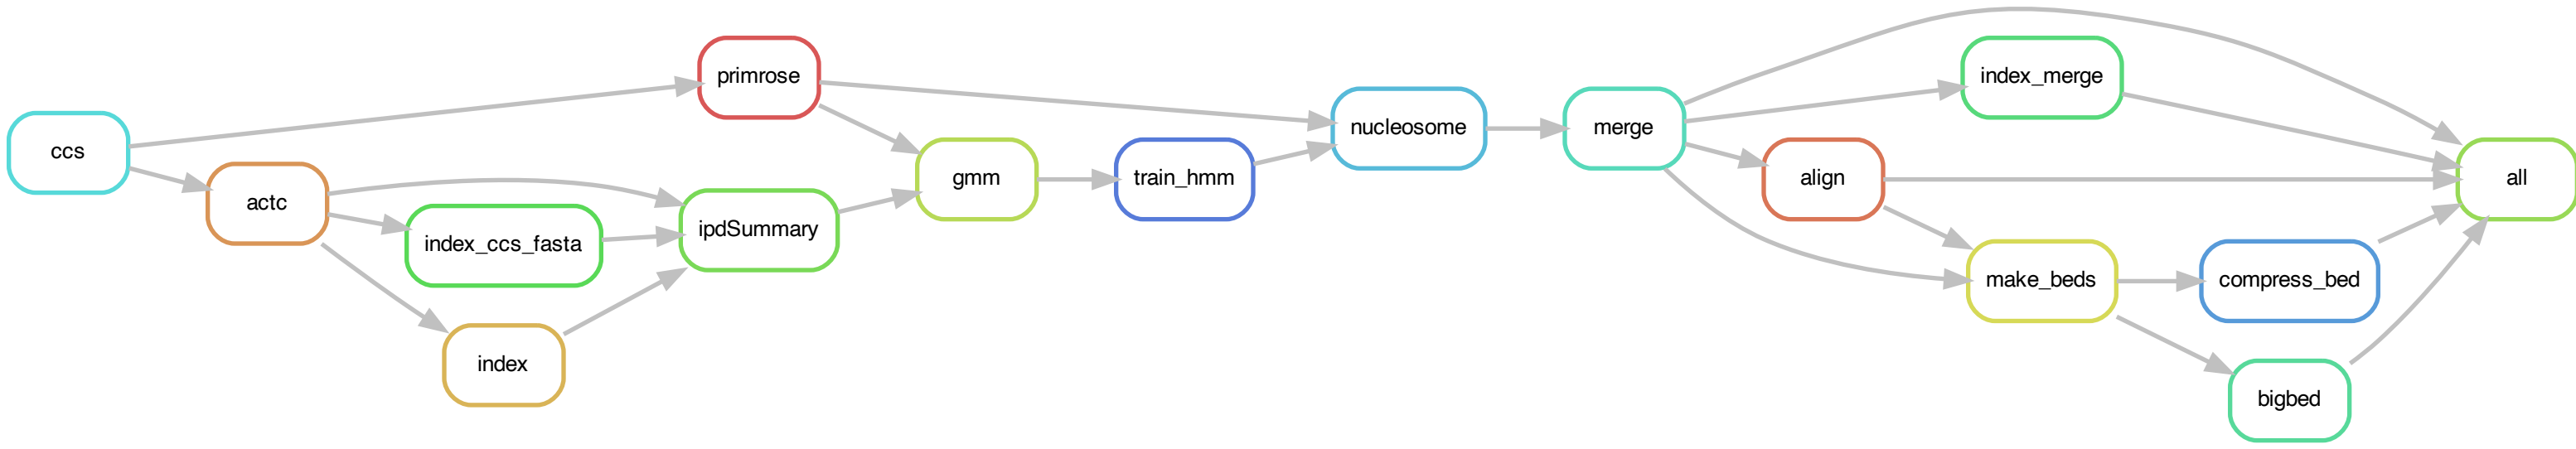 ccs
actc
primrose
index_ccs_fasta
index
ipdSummary
gmm
train_hmm
nucleosome
merge
index_merge
align
make_beds
compress_bed
bigbed
all